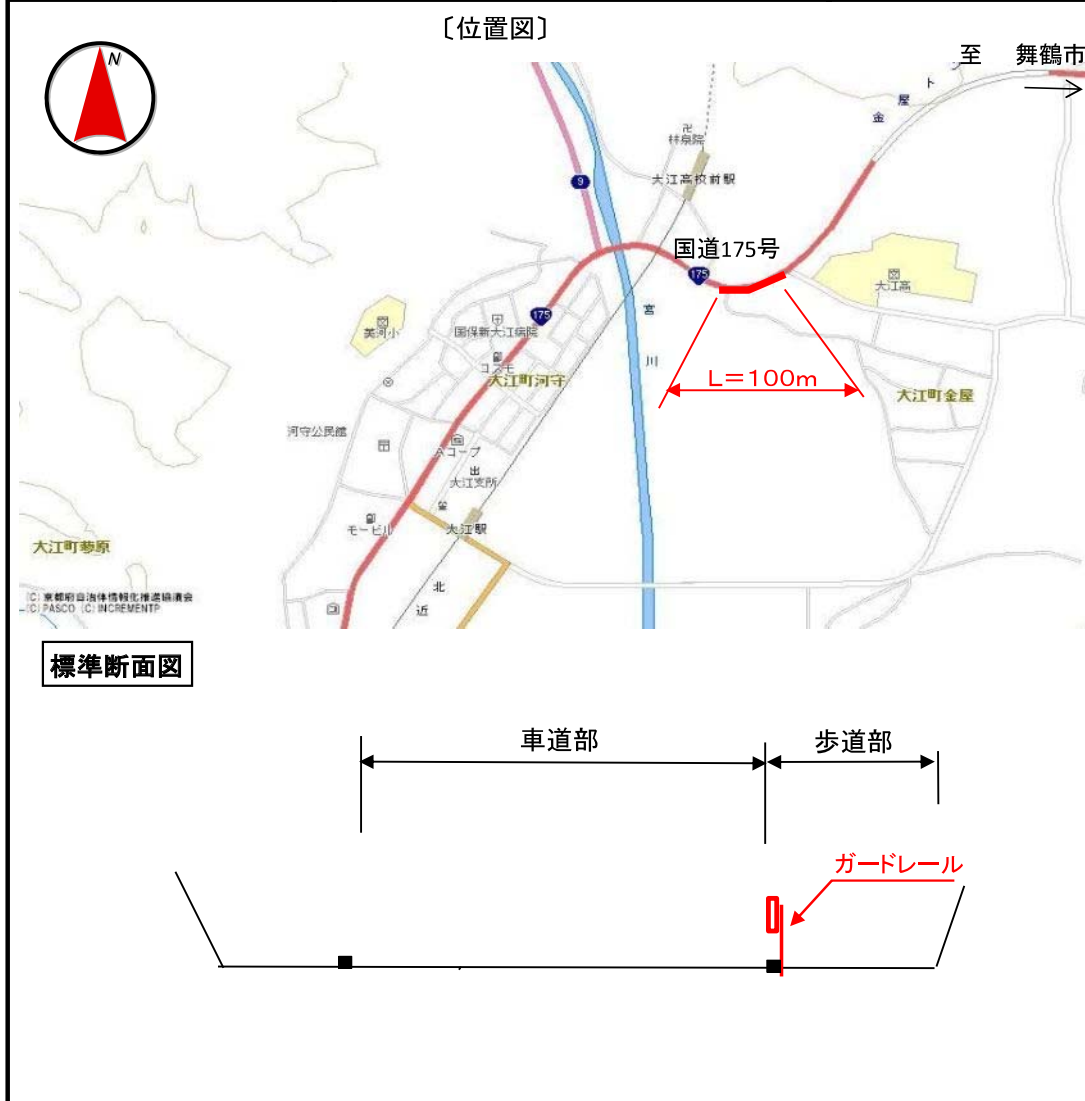 〔位置図〕
N
至 舞鶴市
金屋ト
卍
林泉院
大江高校前駅
9
国道175号
175
大江高
175
宮川
美河小
国保新大江病院
コスモ
大江町河守
L=100m
大江町金屋
河守公民館
Aコープ
大江支所
モービル
大江駅
大江町蓼原
北近
(C) 京都府自治体情報化推進協議会
(C) PASCO (C) INCREMENTP
標準断面図
車道部
歩道部
ガードレール